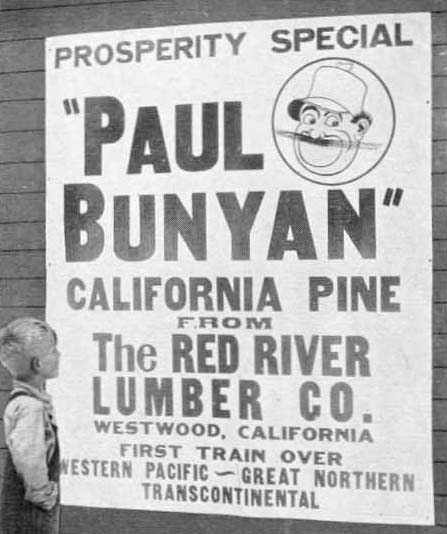 PROSPERITY SPECIAL
"PAUL
BUNYAN"
CALIFORNIA PINE
FROM
The RED RIVER
LUMBER CO.
WESTWOOD, CALIFORNIA
FIRST TRAIN OVER
WESTERN PACIFIC ~ GREAT NORTHERN
TRANSCONTINENTAL